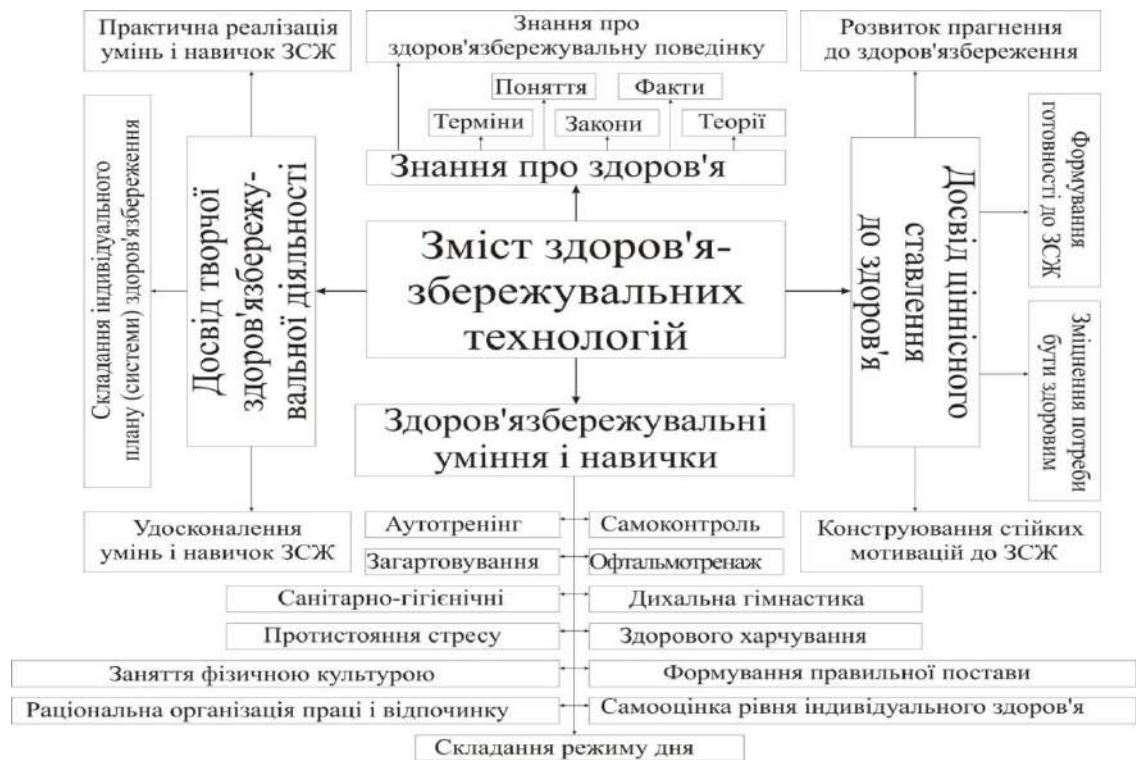 Практична реалізація
умінь і навичок ЗСЖ
Знання про
здоров'язбережувальну поведінку
Розвиток прагнення
до здоров'язбереження
Поняття
Факти
Терміни
Закони
Теорії
Знання про здоров'я
Складання індивідуального
плану (системи) здоров'язбереження
Досвід творчої
здоров'язбережу-
вальної діяльності
Зміст здоров'я-
збережувальних
технологій
Досвід ціннісного
ставлення
до здоров'я
Формування
готовності до ЗСЖ
Зміцнення потреби
бути здоровим
Здоров'язбережувальні
уміння і навички
Удосконалення
умінь і навичок ЗСЖ
Конструювання стійких
мотивацій до ЗСЖ
Аутотренінг
Самоконтроль
Загартовування
Офтальмотренаж
Санітарно-гігієнічні
Дихальна гімнастика
Протистояння стресу
Здорового харчування
Заняття фізичною культурою
Формування правильної постави
Раціональна організація праці і відпочинку
Самооцінка рівня індивідуального здоров'я
Складання режиму дня